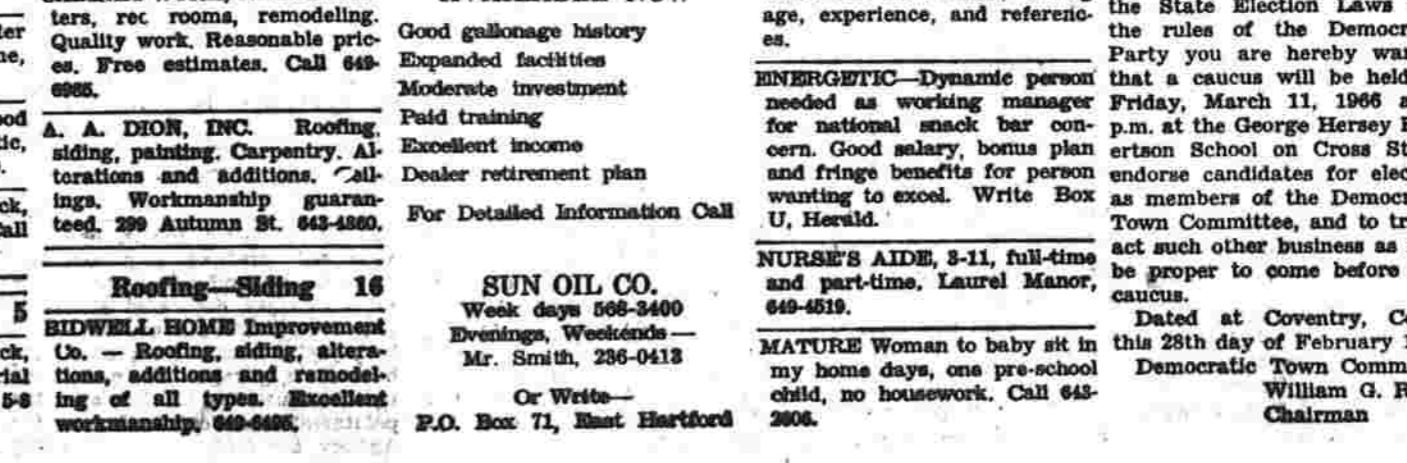 ters, rec rooms, remodeling.
Quality work. Reasonable pric-
es. Free estimates. Call 649-
6985.
A. A. DION, INC. Roofing,
siding, painting. Carpentry. Al-
terations and additions. Ceil-
ings. Workmanship guaran-
teed. 299 Autumn St. 643-4860.
Roofing—Siding 16
BIDWELL HOME Improvement
Co. — Roofing, siding, altera-
tions, additions and remodel-
ing of all types. Excellent
workmanship. 649-6495.
Good gallonage history
Expanded facilities
Moderate investment
Paid training
Excellent income
Dealer retirement plan
For Detailed Information Call
SUN OIL CO.
Week days 568-3400
Evenings, Weekends —
Mr. Smith, 236-0413
Or Write—
P.O. Box 71, East Hartford
age, experience, and referenc-
es.
ENERGETIC—Dynamic person
needed as working manager
for national snack bar con-
cern. Good salary, bonus plan
and fringe benefits for person
wanting to excel. Write Box
U, Herald.
NURSE'S AIDE, 3-11, full-time
and part-time. Laurel Manor,
649-4519.
MATURE Woman to baby sit in
my home days, one pre-school
child, no housework. Call 643-
2606.
the State Election Laws
the rules of the Democr
Party you are hereby war
that a caucus will be held
Friday, March 11, 1966 a
p.m. at the George Hersey
ertson School on Cross St
endorse candidates for elec
as members of the Democr
Town Committee, and to tr
act such other business as
be proper to come before
caucus.
Dated at Coventry, Co
this 28th day of February 1
Democratic Town Comm
William G. R
Chairman